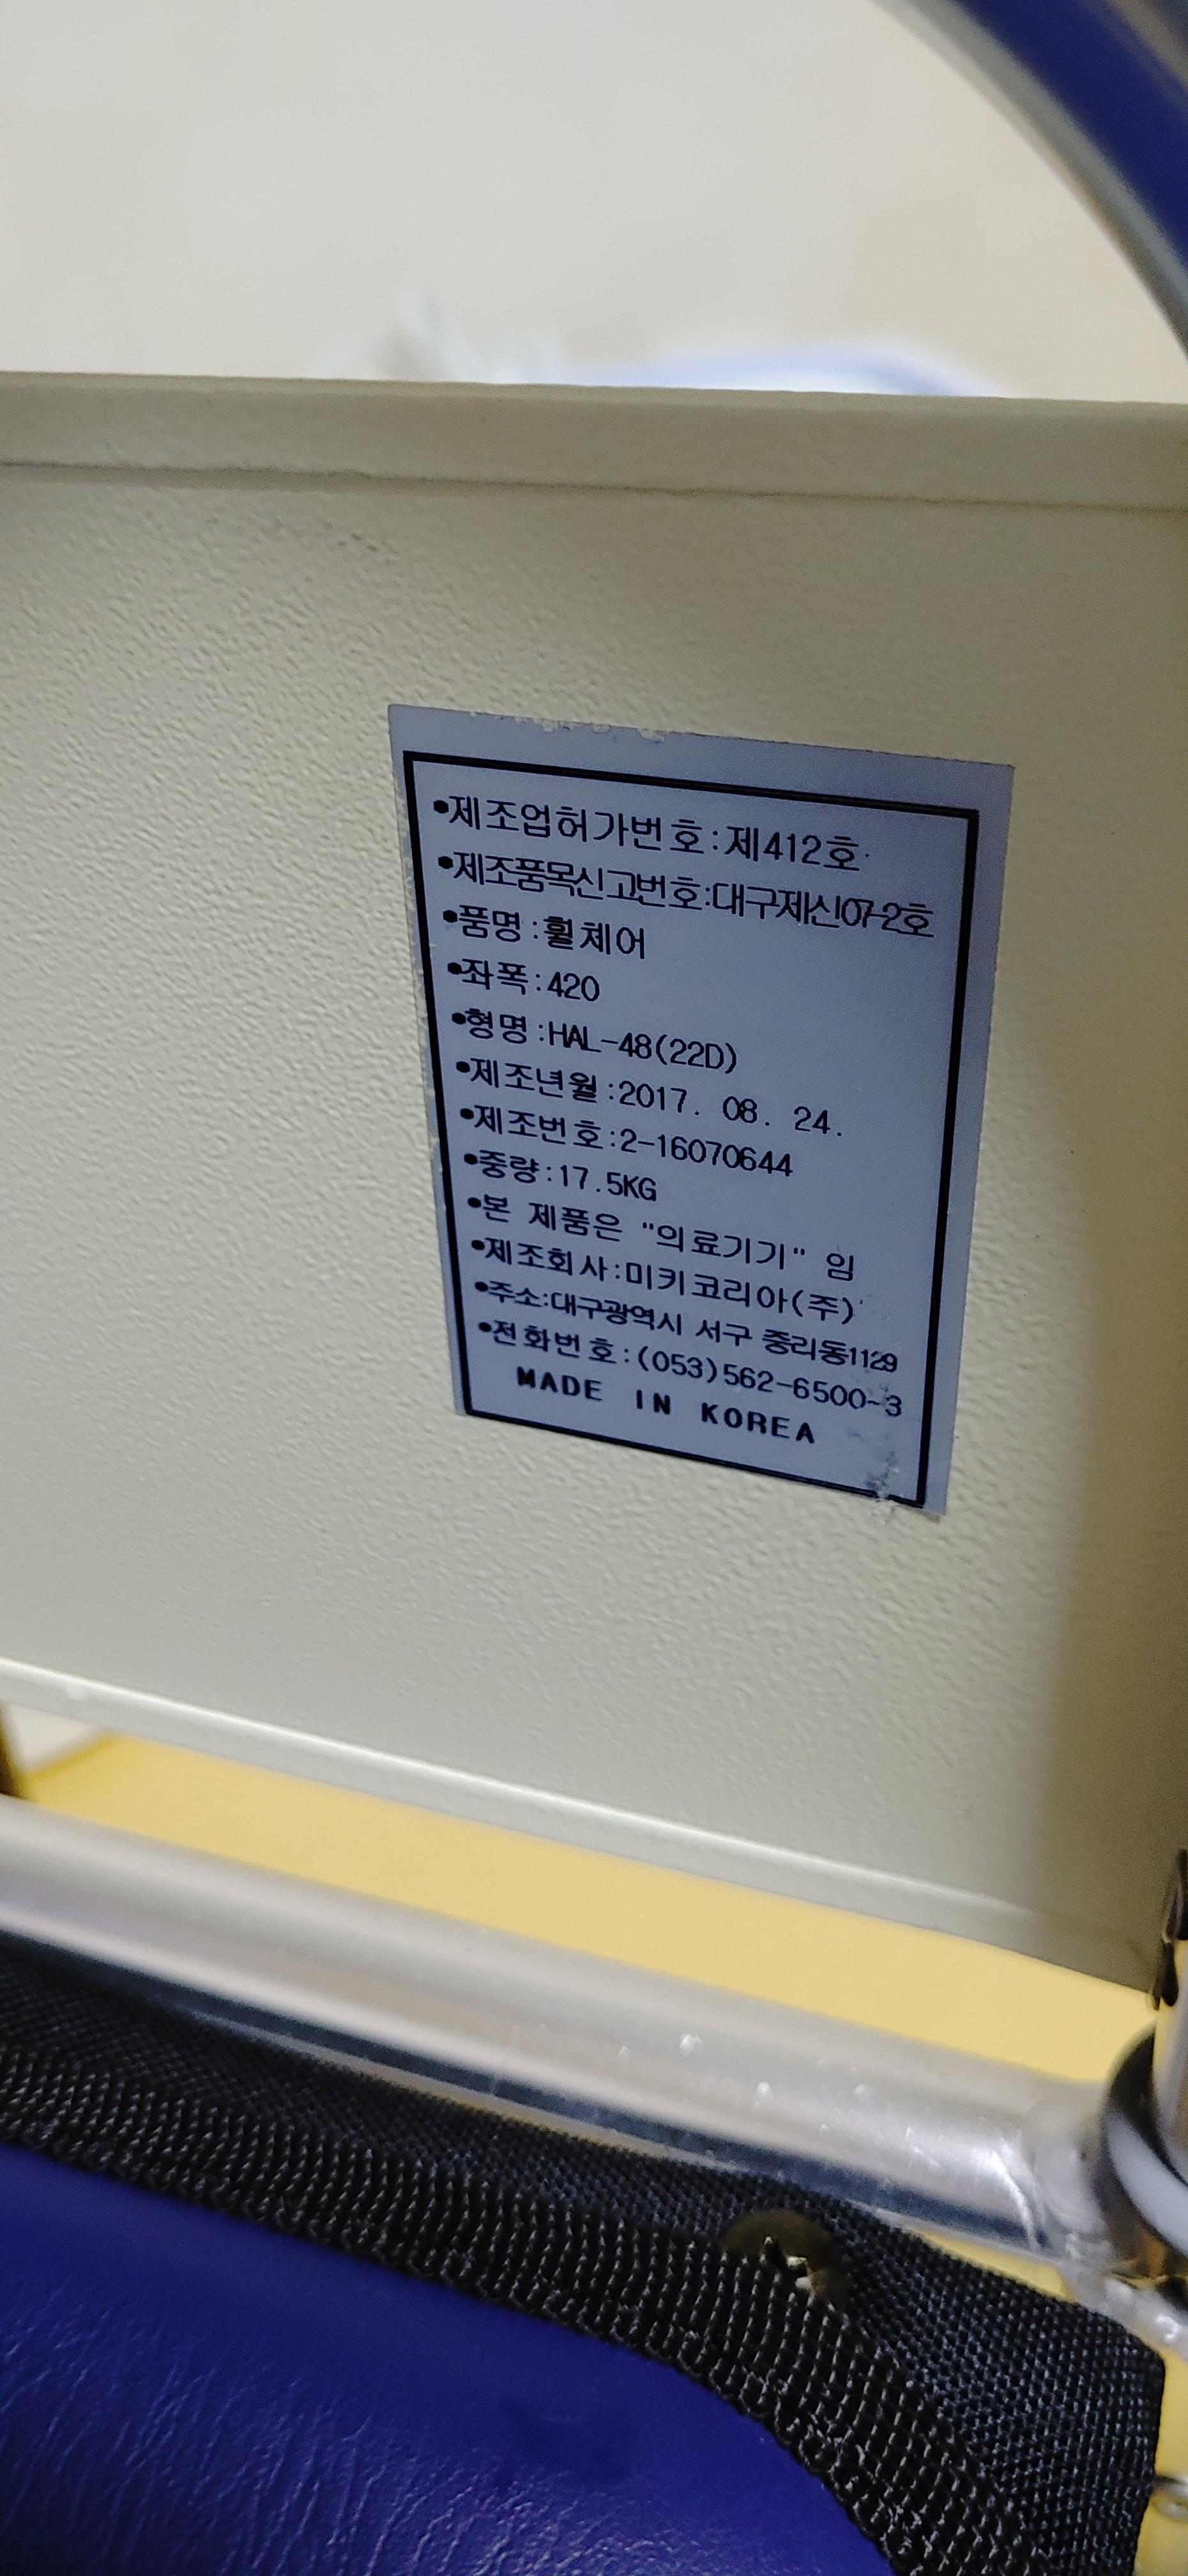 •제조업허가번호:제412호
•제조품목신고번호:대구제신07-2호
•품명:휠체어
•좌폭:420
•형명:HAL-48(22D)
•제조년월:2017. 08. 24.
•제조번호:2-16070644
•중량:17.5KG
•본 제품은 "의료기기" 임
•제조회사:미키코리아(주)
•주소:대구광역시 서구 중리동1129
•전화번호:(053)562-6500~3
MADE IN KOREA